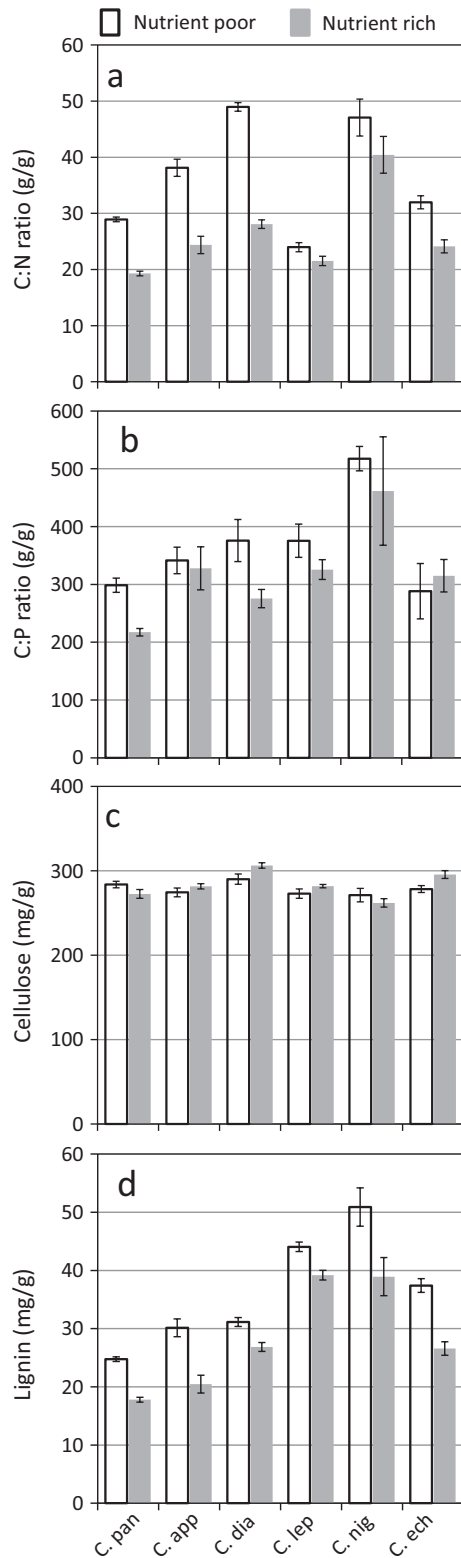 Nutrient poor Nutrient rich
a
C:N ratio (g/g)
60
50
40
30
20
10
0
b
C:P ratio (g/g)
600
500
400
300
200
100
0
c
Cellulose (mg/g)
400
300
200
100
0
d
Lignin (mg/g)
60
50
40
30
20
10
0
C. pan C. app C. dia C. lep C. nig C. ech